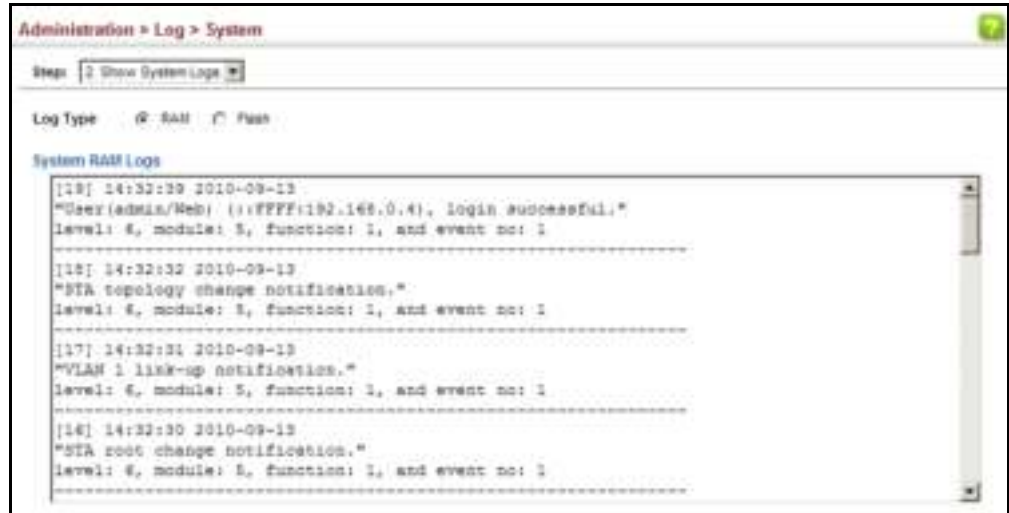 Administration > Log > System
Step: 2. Show System Logs
Log Type RAM Flash
System RAM Logs
[19] 14:32:39 2010-09-13
"User(admin/Web) (::FFFF:192.168.0.4), login successful."
level: 6, module: 5, function: 1, and event no: 1
------------------------------------------------------------
[18] 14:32:32 2010-09-13
"STA topology change notification."
level: 6, module: 5, function: 1, and event no: 1
------------------------------------------------------------
[17] 14:32:31 2010-09-13
"VLAN 1 link-up notification."
level: 6, module: 5, function: 1, and event no: 1
------------------------------------------------------------
[16] 14:32:30 2010-09-13
"STA root change notification."
level: 6, module: 5, function: 1, and event no: 1
------------------------------------------------------------